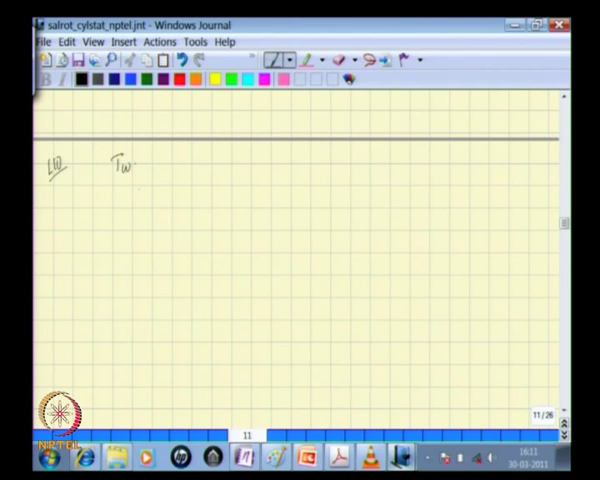 salrot_cylstat_nptel.jnt - Windows Journal
File Edit View Insert Actions Tools Help
B I
LW Tw
11/26
11
NPTEL
16:11
30-03-2011